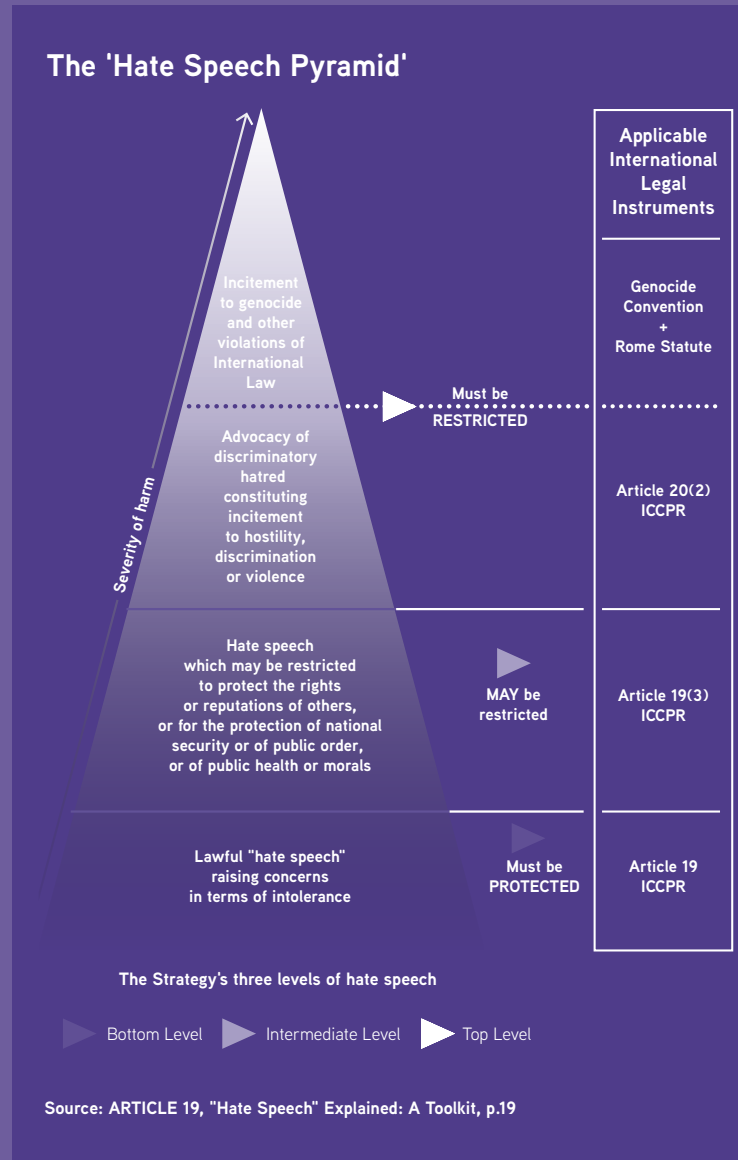 The 'Hate Speech Pyramid'
Applicable
International
Legal
Instruments
Incitement
to genocide
and other
violations of
International
Law
Genocide
Convention
+
Rome Statute
Must be
RESTRICTED
Advocacy of
discriminatory
hatred
constituting
incitement
to hostility,
discrimination
or violence
Article 20(2)
ICCPR
Severity of harm
Hate speech
which may be restricted
to protect the rights
or reputations of others,
or for the protection of national
security or of public order,
or of public health or morals
MAY be
restricted
Article 19(3)
ICCPR
Lawful "hate speech"
raising concerns
in terms of intolerance
Must be
PROTECTED
Article 19
ICCPR
The Strategy's three levels of hate speech
Bottom Level
Intermediate Level
Top Level
Source: ARTICLE 19, "Hate Speech" Explained: A Toolkit, p.19